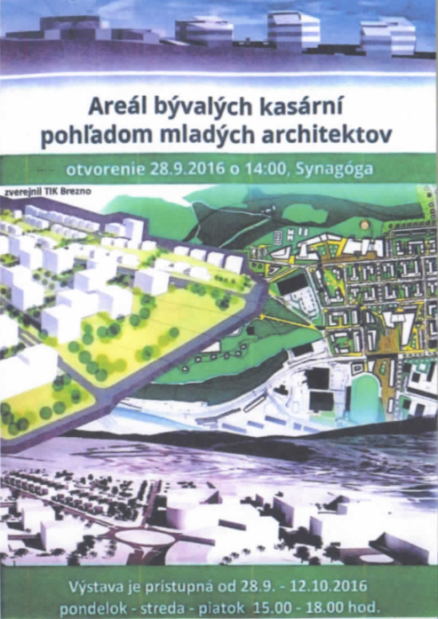 Areál bývalých kasární
pohľadom mladých architektov
otvorenie 28.9.2016 o 14:00, Synagóga
zverejnil TIK Brezno
Výstava je prístupná od 28.9. - 12.10.2016
pondelok - streda - piatok  15.00 - 18.00 hod.